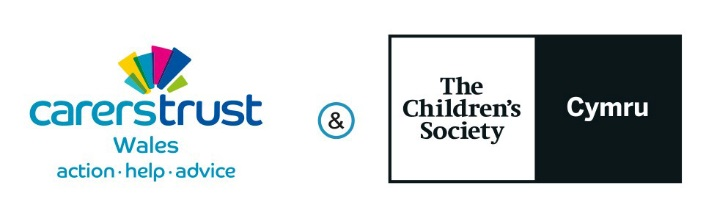 carerstrust
Wales
action · help · advice
&
The
Children's
Society
Cymru